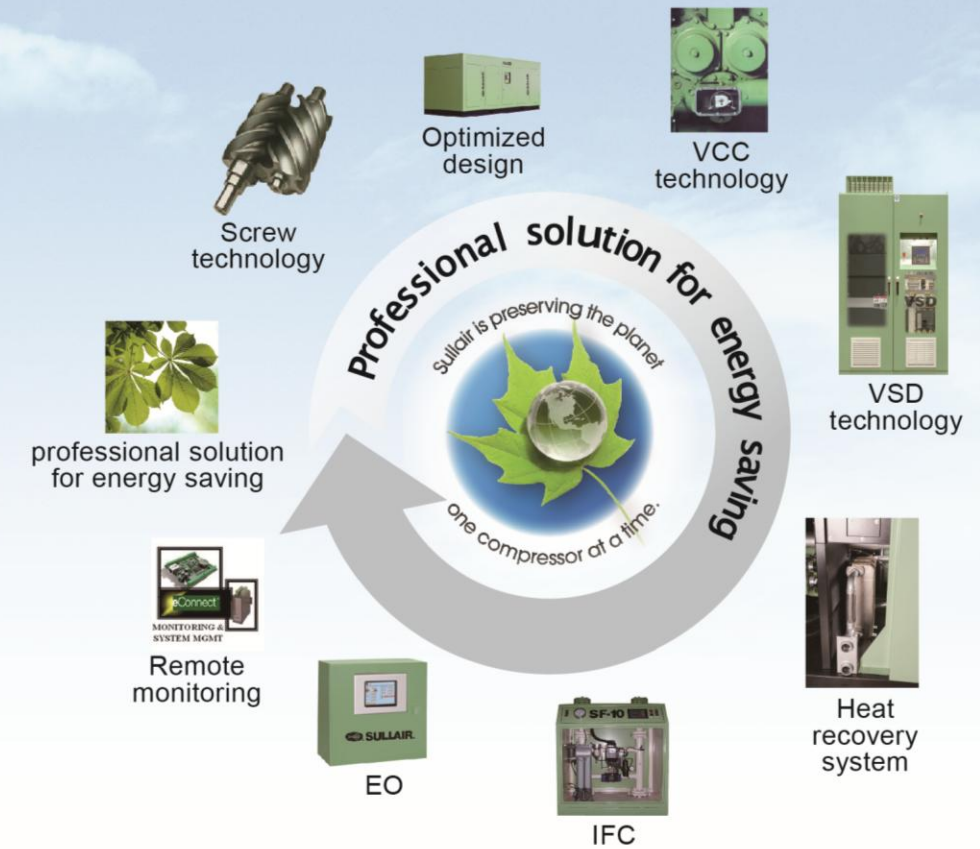 Optimized
design
VCC
technology
Screw
technology
Professional solution for energy saving
Sullair is preserving the planet
one compressor at a time.
VSD
VSD
technology
professional solution
for energy saving
eConnect
MONITORING &
SYSTEM MGMT
Remote
monitoring
SULLAIR
EO
SF-10
IFC
Heat
recovery
system